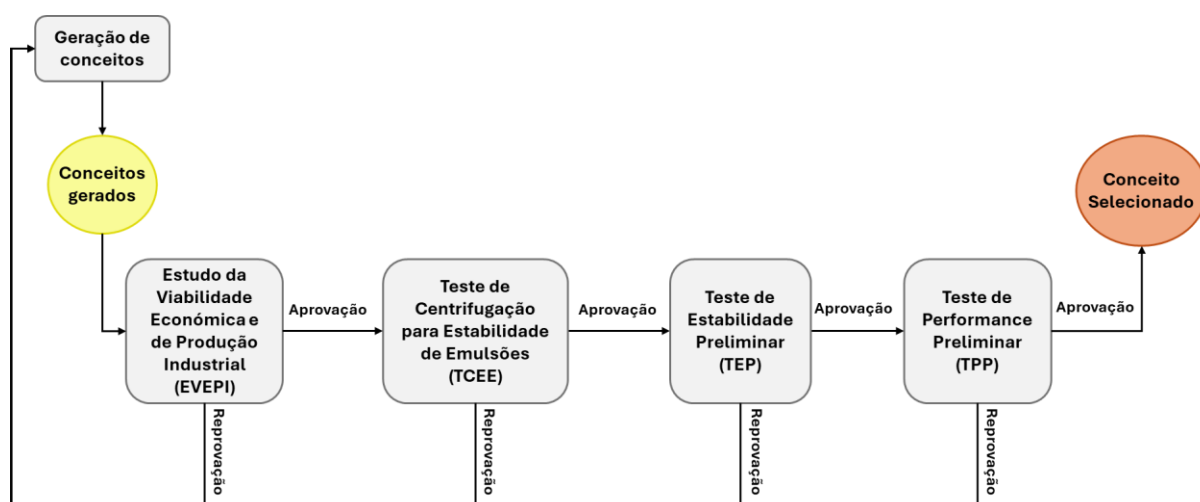 Geração de
conceitos
Conceitos
gerados
Conceito
Selecionado
Estudo da
Viabilidade
Económica e
de Produção
Industrial
(EVEPI)
Aprovação
Teste de
Centrifugação
para Estabilidade
de Emulsões
(TCEE)
Aprovação
Teste de
Estabilidade
Preliminar
(TEP)
Aprovação
Teste de
Performance
Preliminar
(TPP)
Aprovação
Reprovação
Reprovação
Reprovação
Reprovação